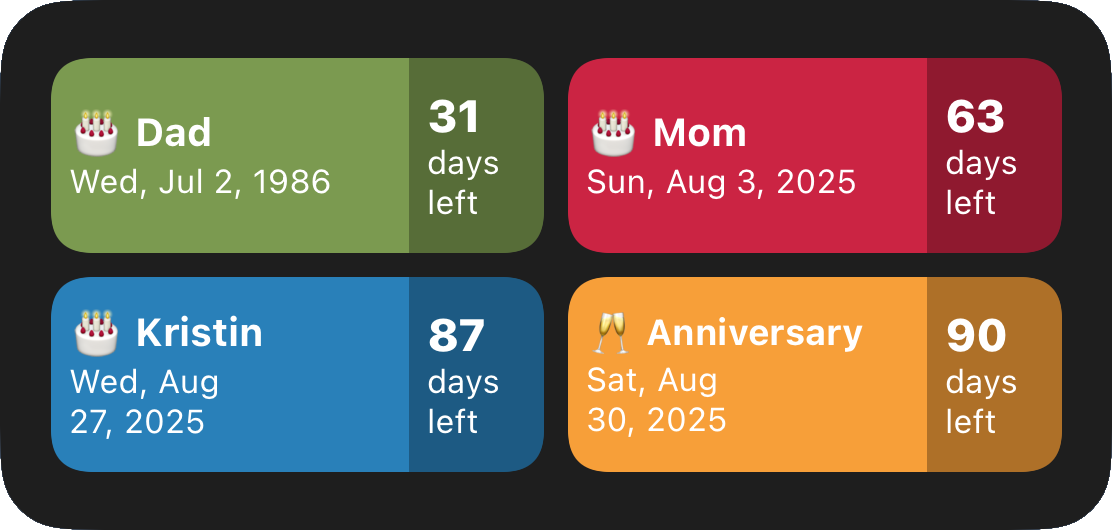 Dad
Wed, Jul 2, 1986
31
days
left
Mom
Sun, Aug 3, 2025
63
days
left
Kristin
Wed, Aug
27, 2025
87
days
left
Anniversary
Sat, Aug
30, 2025
90
days
left